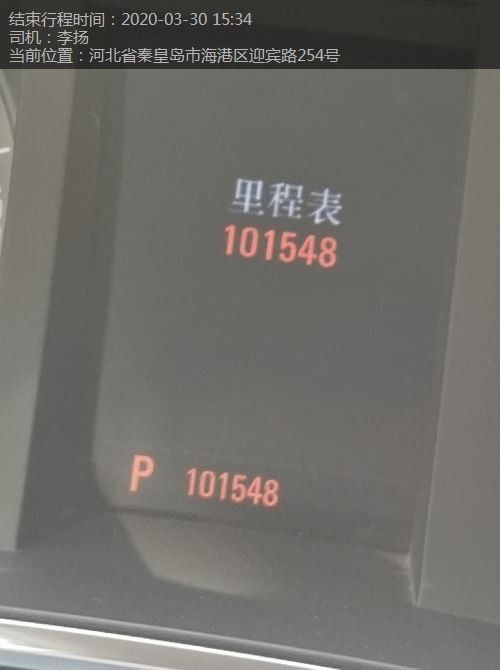 结束行程时间：2020-03-30 15:34
司机：李扬
当前位置：河北省秦皇岛市海港区迎宾路254号
里程表
101548
P 101548